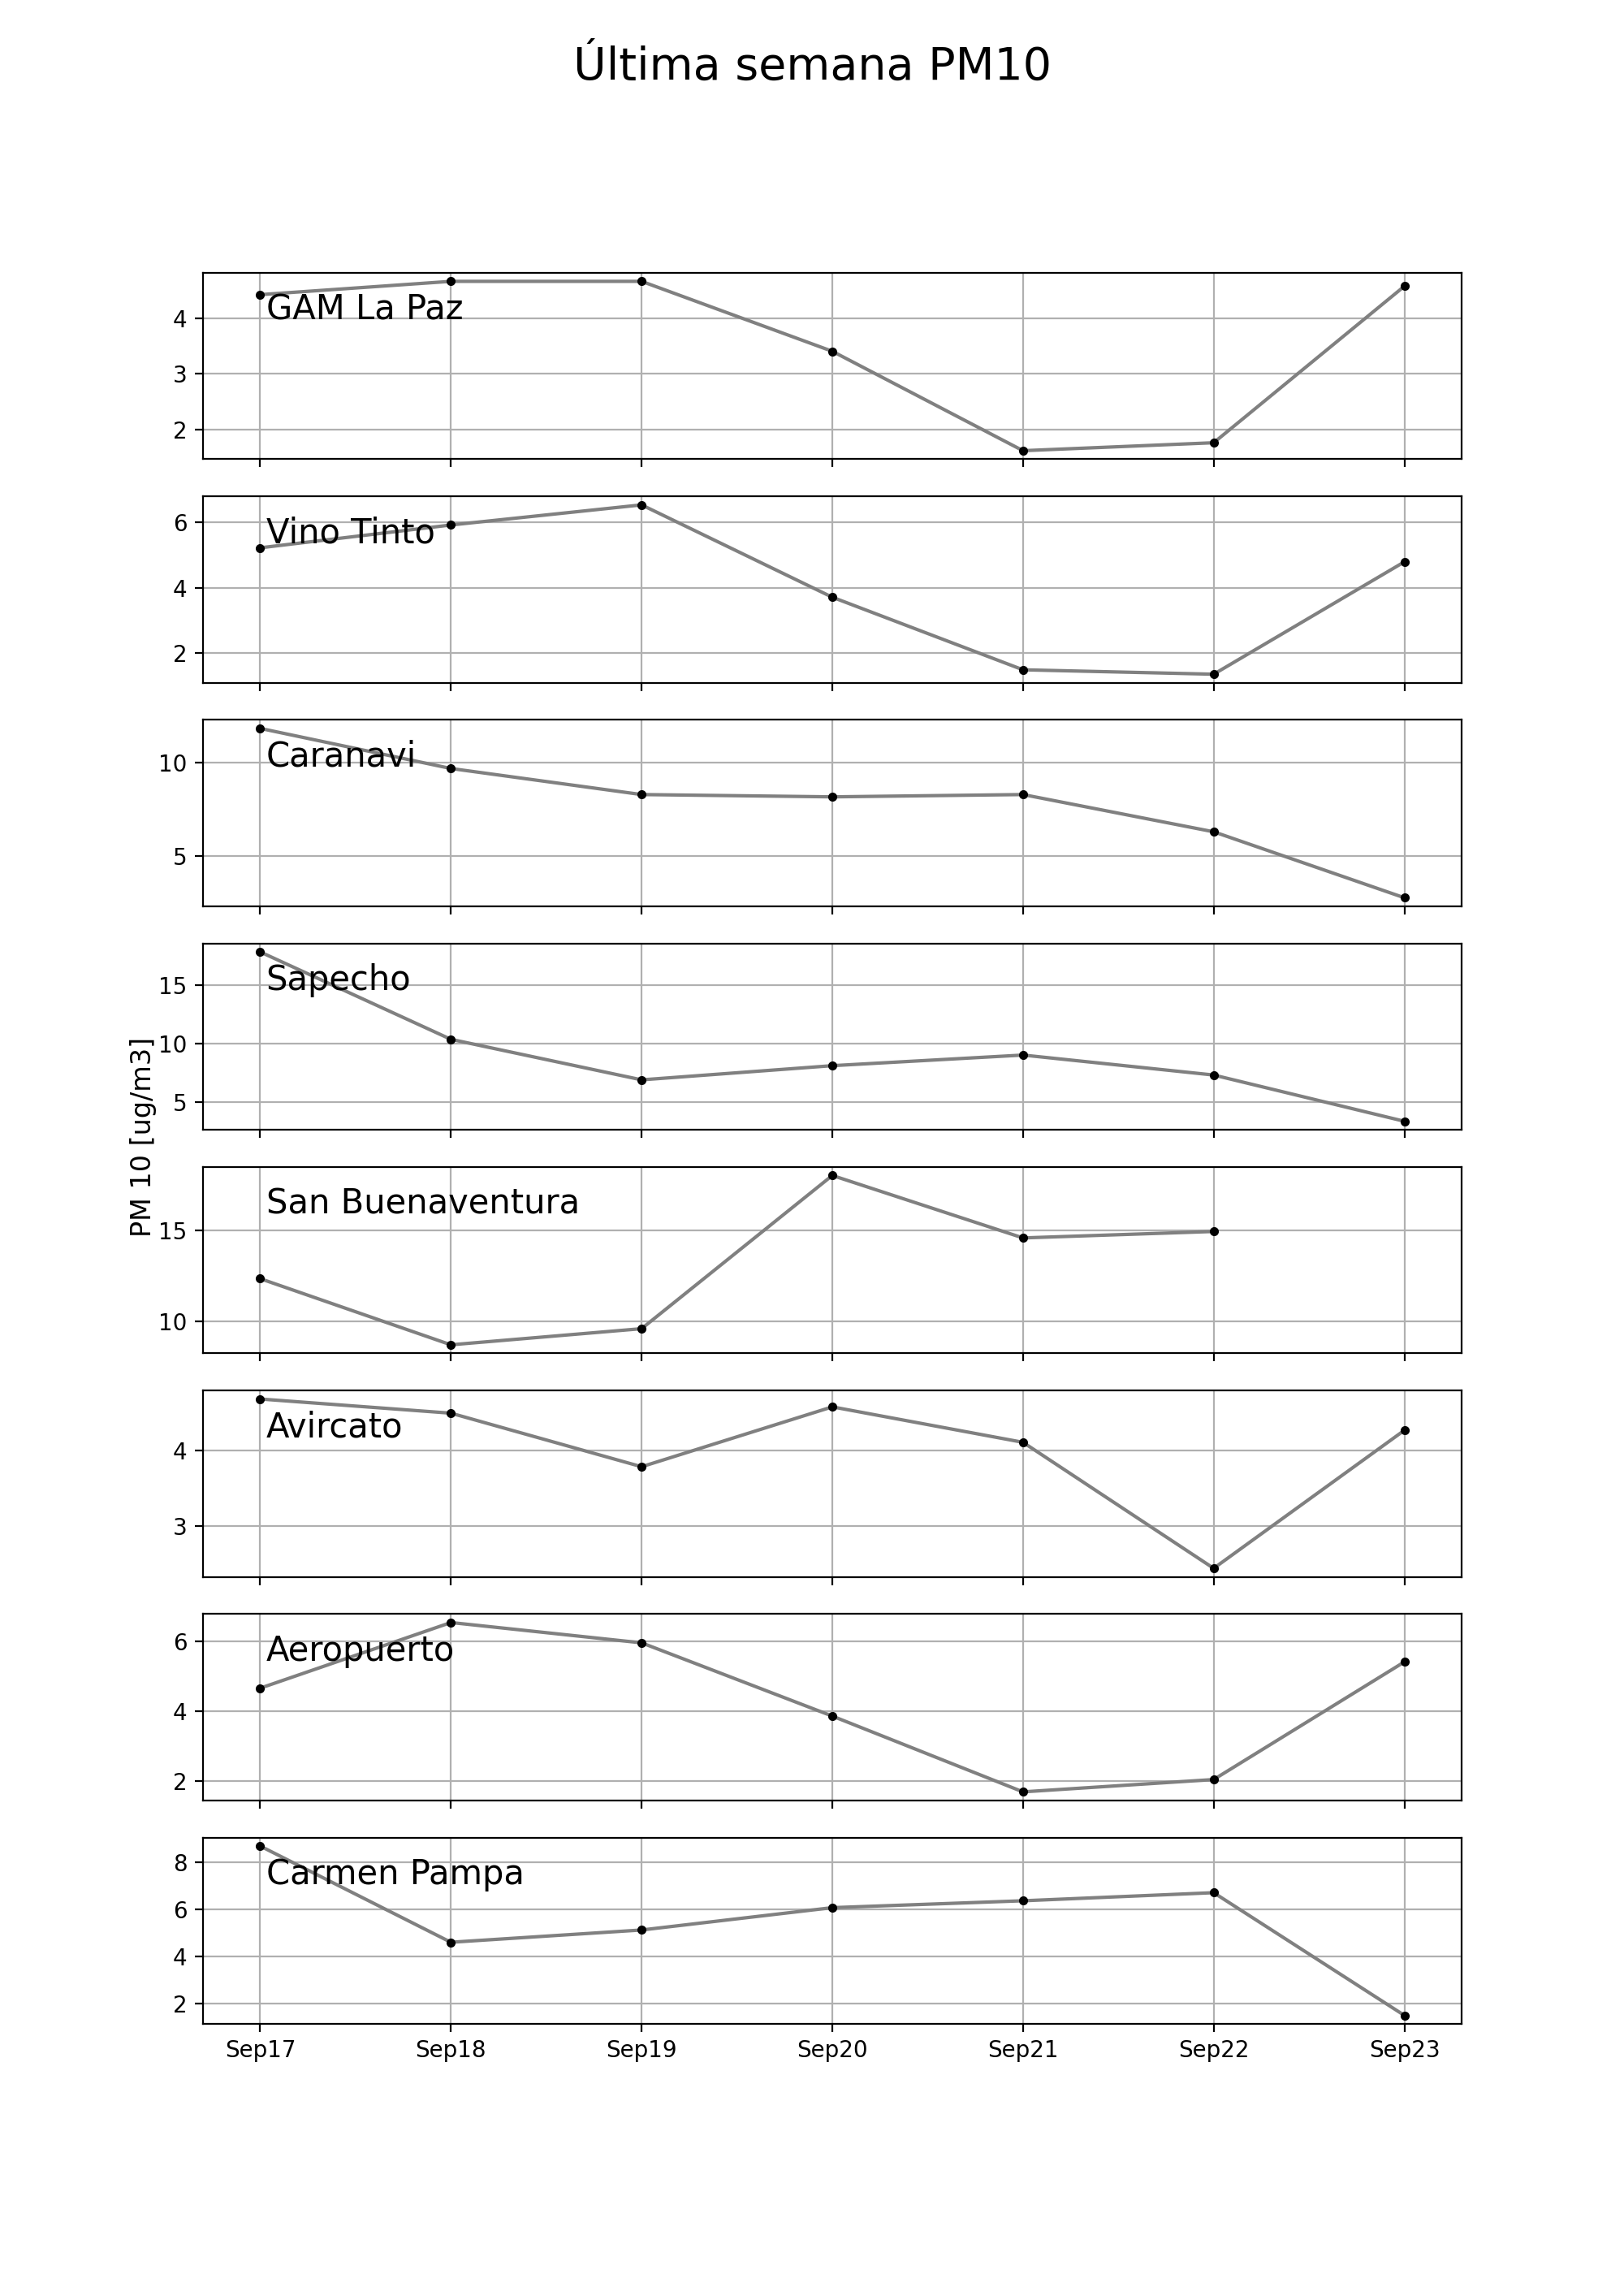 Última semana PM10
GAM La Paz
4
3
2
Vino Tinto
6
4
2
Caranavi
10
5
Sapecho
15
10
5
PM 10 [ug/m3]
San Buenaventura
15
10
Avircato
4
3
Aeropuerto
6
4
2
Carmen Pampa
8
6
4
2
Sep17 Sep18 Sep19 Sep20 Sep21 Sep22 Sep23